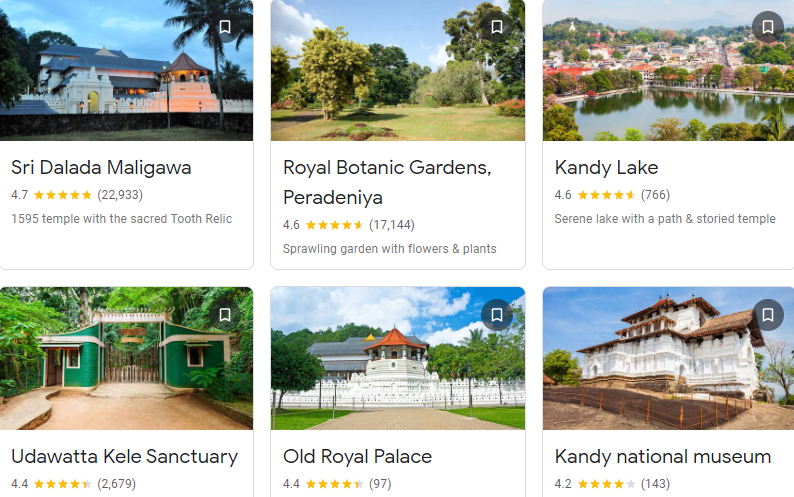 Sri Dalada Maligawa
4.7 (22,933)
1595 temple with the sacred Tooth Relic
Royal Botanic Gardens,
Peradeniya
4.6 (17,144)
Sprawling garden with flowers & plants
Kandy Lake
4.6 (766)
Serene lake with a path & storied temple
Udawatta Kele Sanctuary
4.4 (2,679)
Old Royal Palace
4.4 (97)
Kandy national museum
4.2 (143)